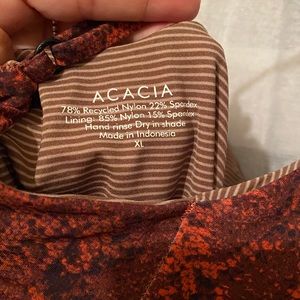 ACACIA
78% Recycled Nylon 22% Spandex
Lining: 85% Nylon 15% Spandex
Hand rinse Dry in shade
Made in Indonesia
XL